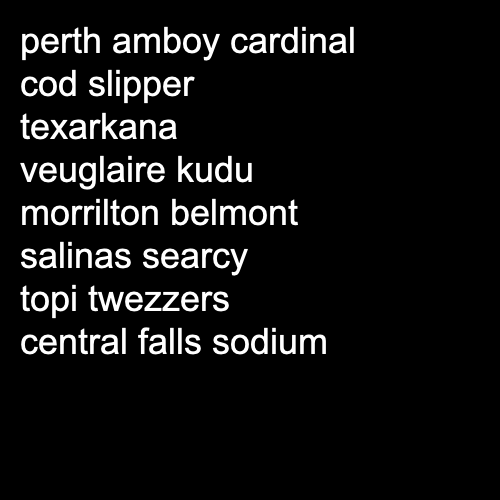 perth amboy cardinal
cod slipper
texarkana
veuglaire kudu
morrilton belmont
salinas searcy
topi twezzers
central falls sodium